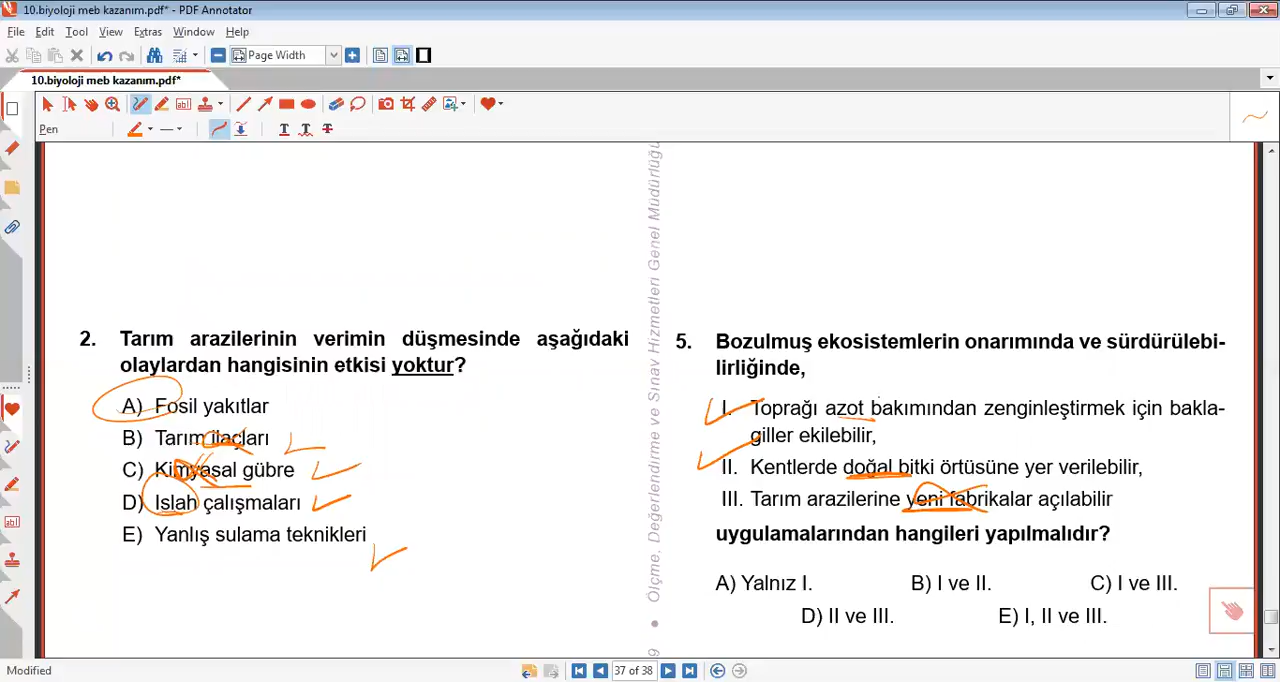 10.biyoloji meb kazanım.pdf* - PDF Annotator
File Edit Tool View Extras Window Help
Page Width
10.biyoloji meb kazanım.pdf*
Pen
Ölçme, Değerlendirme ve Sınav Hizmetleri Genel Müdürlüğü
2. Tarım arazilerinin verimin düşmesinde aşağıdaki
olaylardan hangisinin etkisi yoktur?
A) Fosil yakıtlar
B) Tarım ilaçları
C) Kimyasal gübre
D) Islah çalışmaları
E) Yanlış sulama teknikleri
5. Bozulmuş ekosistemlerin onarımında ve sürdürülebi-
lirliğinde,
I. Toprağı azot bakımından zenginleştirmek için bakla-
giller ekilebilir,
II. Kentlerde doğal bitki örtüsüne yer verilebilir,
III. Tarım arazilerine yeni fabrikalar açılabilir
uygulamalarından hangileri yapılmalıdır?
A) Yalnız I. B) I ve II. C) I ve III.
D) II ve III. E) I, II ve III.
9
Modified
37 of 38